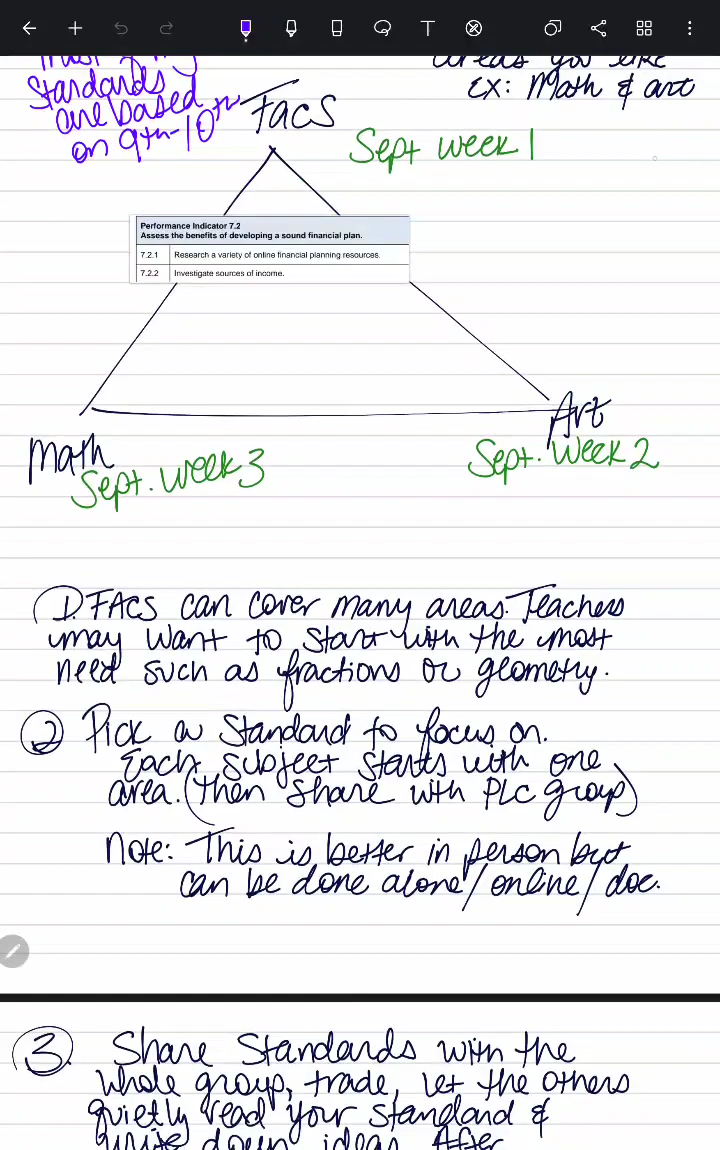 Standards
are based
on 9th-10th
areas you like
Ex: Math & art
Facs
Sept week 1
Performance Indicator 7.2
Assess the benefits of developing a sound financial plan.
7.2.1 Research a variety of online financial planning resources.
7.2.2 Investigate sources of income.
Math
Sept. Week 3
Art
Sept. Week 2
1. FACS can cover many areas. Teachers
may want to start with the most
need such as fractions or geometry.
2 Pick a Standard to focus on.
Each subject starts with one
area. (Then Share with PLC group)
Note: This is better in person but
can be done alone/online/doc.
3. Share Standards with the
whole group, trade, let the others
quietly read your standard &
write down ideas. After